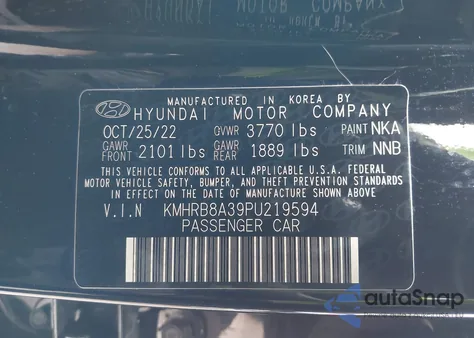 MANUFACTURED IN KOREA BY
HYUNDAI MOTOR COMPANY
OCT/25/22 GVWR 3770 lbs PAINT NKA
GAWR FRONT 2101 lbs GAWR REAR 1889 lbs TRIM NNB
THIS VEHICLE CONFORMS TO ALL APPLICABLE U.S.A. FEDERAL
MOTOR VEHICLE SAFETY, BUMPER, AND THEFT PREVENTION STANDARDS
IN EFFECT ON THE DATE OF MANUFACTURE SHOWN ABOVE.
V.I.N KMHRB8A39PU219594
PASSENGER CAR
autoSnap